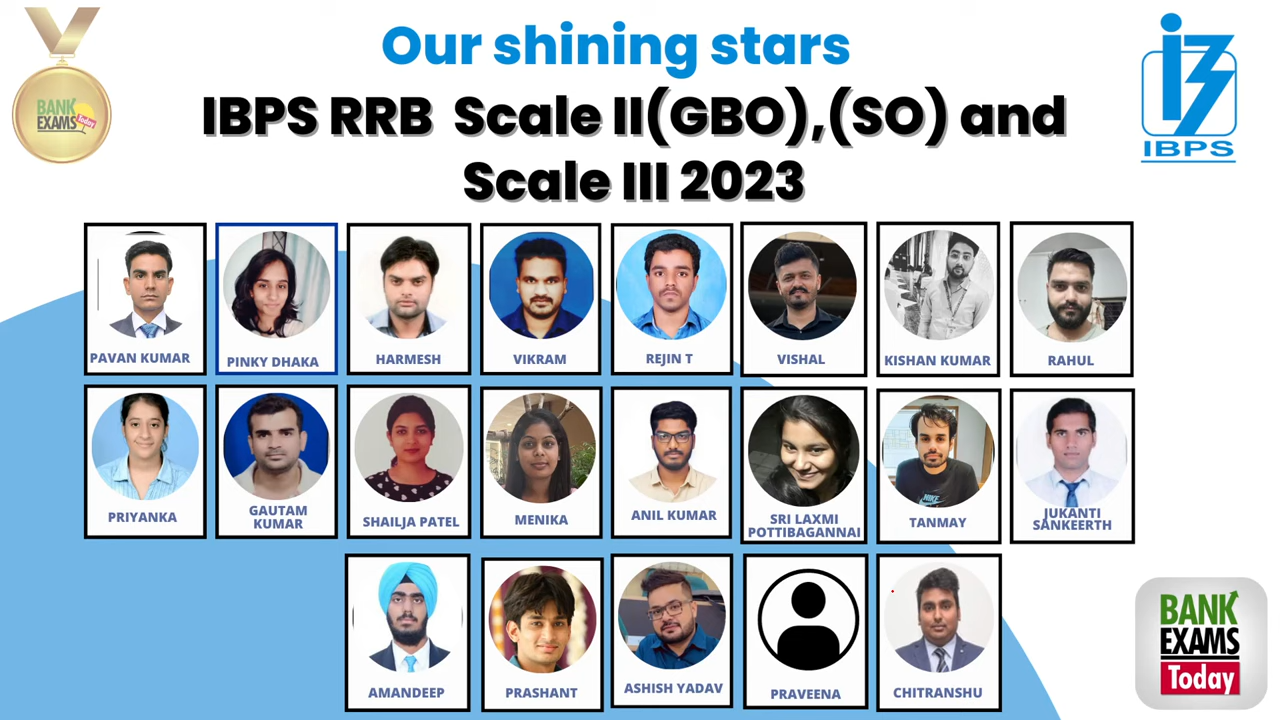 Our shining stars
IBPS RRB Scale II(GBO),(SO) and
Scale III 2023
BANK
EXAMS
Today
IBPS
PAVAN KUMAR
PINKY DHAKA
HARMESH
VIKRAM
REJIN T
VISHAL
KISHAN KUMAR
RAHUL
PRIYANKA
GAUTAM
KUMAR
SHAILJA PATEL
MENIKA
ANIL KUMAR
SRI LAXMI
POTTIBAGANNAI
TANMAY
NIKE
JUKANTI
SANKEERTH
AMANDEEP
PRASHANT
ASHISH YADAV
PRAVEENA
CHITRANSHU
BANK
EXAMS
Today